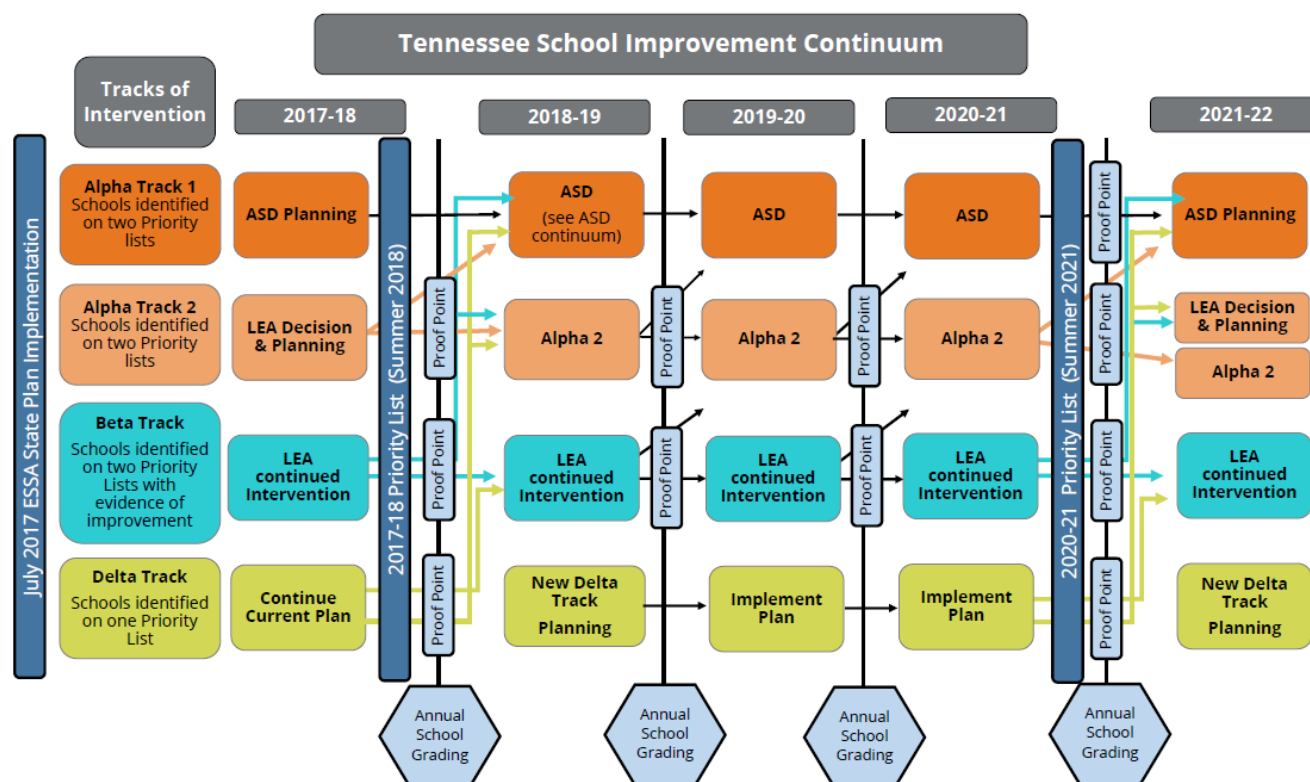 Tennessee School Improvement Continuum
Tracks of
Intervention
2017-18
2018-19
2019-20
2020-21
2021-22
July 2017 ESSA State Plan Implementation
2017-18 Priority List (Summer 2018)
2020-21 Priority List (Summer 2021)
Alpha Track 1
Schools identified
on two Priority
lists
ASD Planning
ASD
(see ASD
continuum)
ASD
ASD
Proof Point
ASD Planning
Alpha Track 2
Schools identified
on two Priority
lists
LEA Decision
& Planning
Proof Point
Alpha 2
Proof Point
Alpha 2
Proof Point
Alpha 2
Proof Point
LEA Decision
& Planning
Alpha 2
Beta Track
Schools identified
on two Priority
Lists with
evidence of
improvement
LEA
continued
Intervention
Proof Point
LEA
continued
Intervention
Proof Point
LEA
continued
Intervention
Proof Point
LEA
continued
Intervention
Proof Point
LEA
continued
Intervention
Delta Track
Schools identified
on one Priority
List
Continue
Current Plan
Proof Point
New Delta
Track
Planning
Implement
Plan
Implement
Plan
Proof Point
New Delta
Track
Planning
Annual
School
Grading
Annual
School
Grading
Annual
School
Grading
Annual
School
Grading